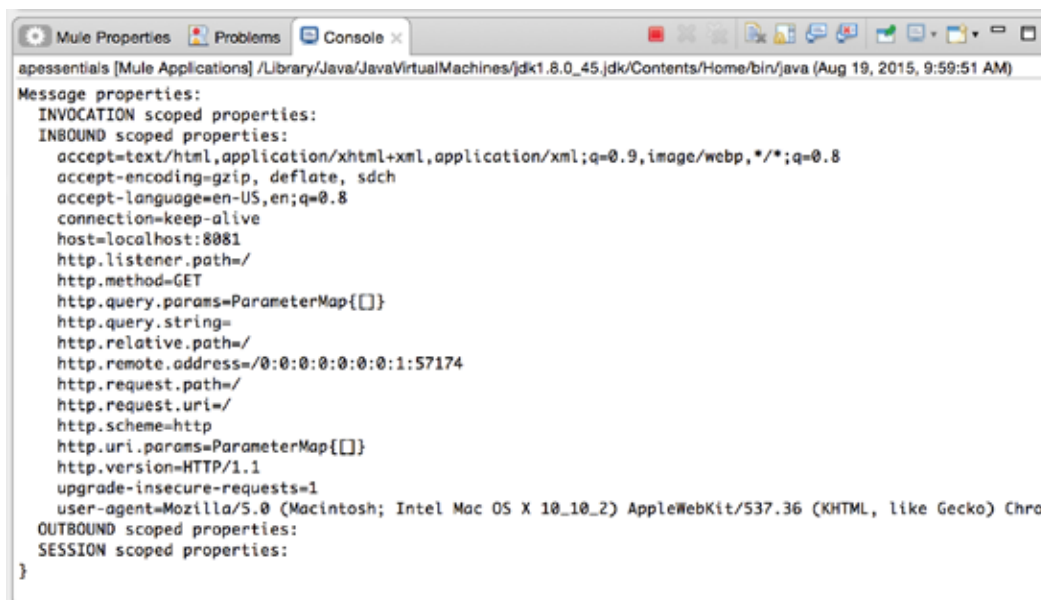 Mule Properties Problems Console
apessentials [Mule Applications] /Library/Java/JavaVirtualMachines/jdk1.8.0_45.jdk/Contents/Home/bin/java (Aug 19, 2015, 9:59:51 AM)
Message properties:
INVOCATION scoped properties:
INBOUND scoped properties:
accept=text/html,application/xhtml+xml,application/xml;q=0.9,image/webp,*/*;q=0.8
accept-encoding=gzip, deflate, sdch
accept-language=en-US,en;q=0.8
connection=keep-alive
host=localhost:8081
http.listener.path=/
http.method=GET
http.query.params=ParameterMap{[]}
http.query.string=
http.relative.path=/
http.remote.address=/0:0:0:0:0:0:0:1:57174
http.request.path=/
http.request.uri=/
http.scheme=http
http.uri.params=ParameterMap{[]}
http.version=HTTP/1.1
upgrade-insecure-requests=1
user-agent=Mozilla/5.0 (Macintosh; Intel Mac OS X 10_10_2) AppleWebKit/537.36 (KHTML, like Gecko) Chro
OUTBOUND scoped properties:
SESSION scoped properties:
}